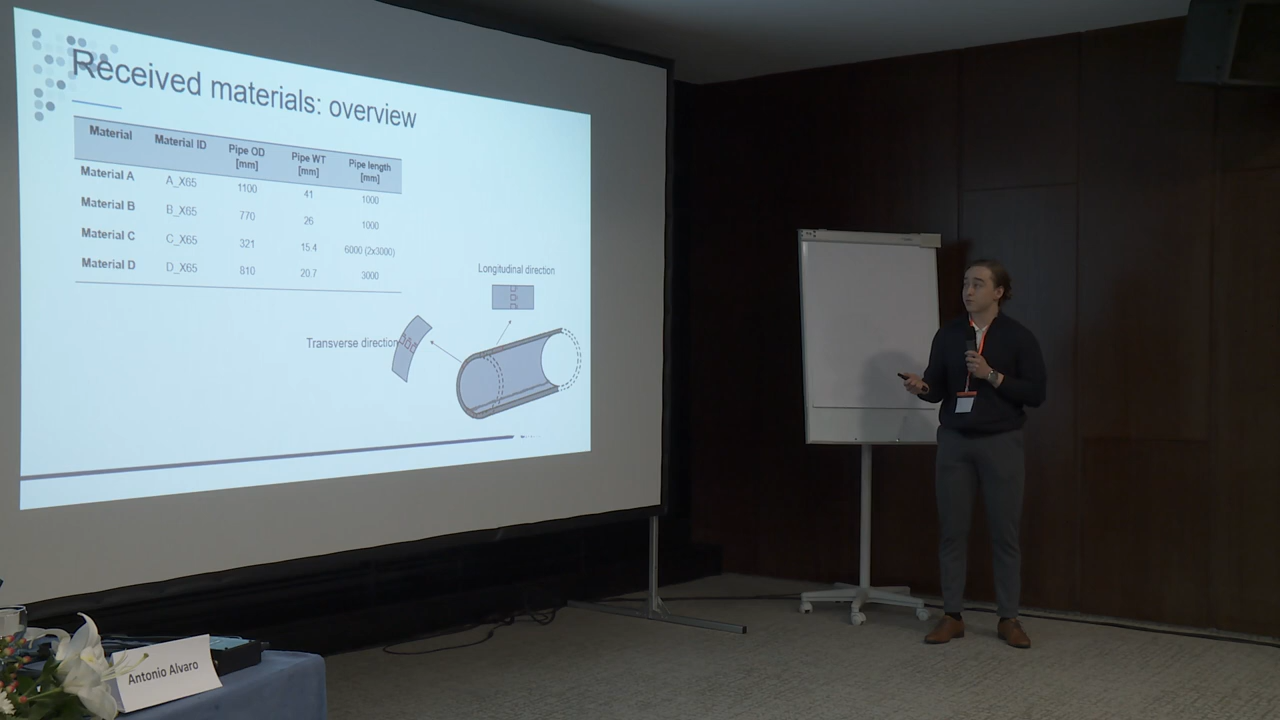 Received materials: overview
Material Material ID Pipe OD [mm] Pipe WT [mm] Pipe length [mm]
Material A A_X65 1100 41 1000
Material B B_X65 770 26 1000
Material C C_X65 321 15.4 6000 (2x3000)
Material D D_X65 810 20.7 3000
Longitudinal direction
Transverse direction
Antonio Alvaro